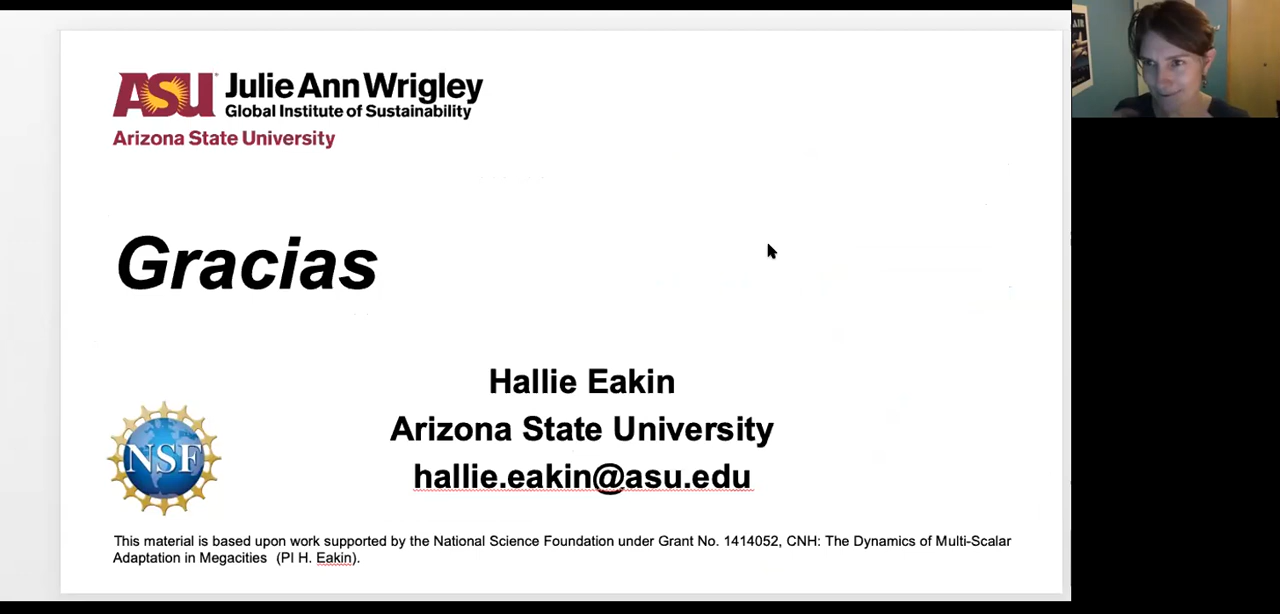 ASU Julie Ann Wrigley
Global Institute of Sustainability
Arizona State University
Gracias
Hallie Eakin
Arizona State University
hallie.eakin@asu.edu
NSF
This material is based upon work supported by the National Science Foundation under Grant No. 1414052, CNH: The Dynamics of Multi-Scalar
Adaptation in Megacities (PI H. Eakin).